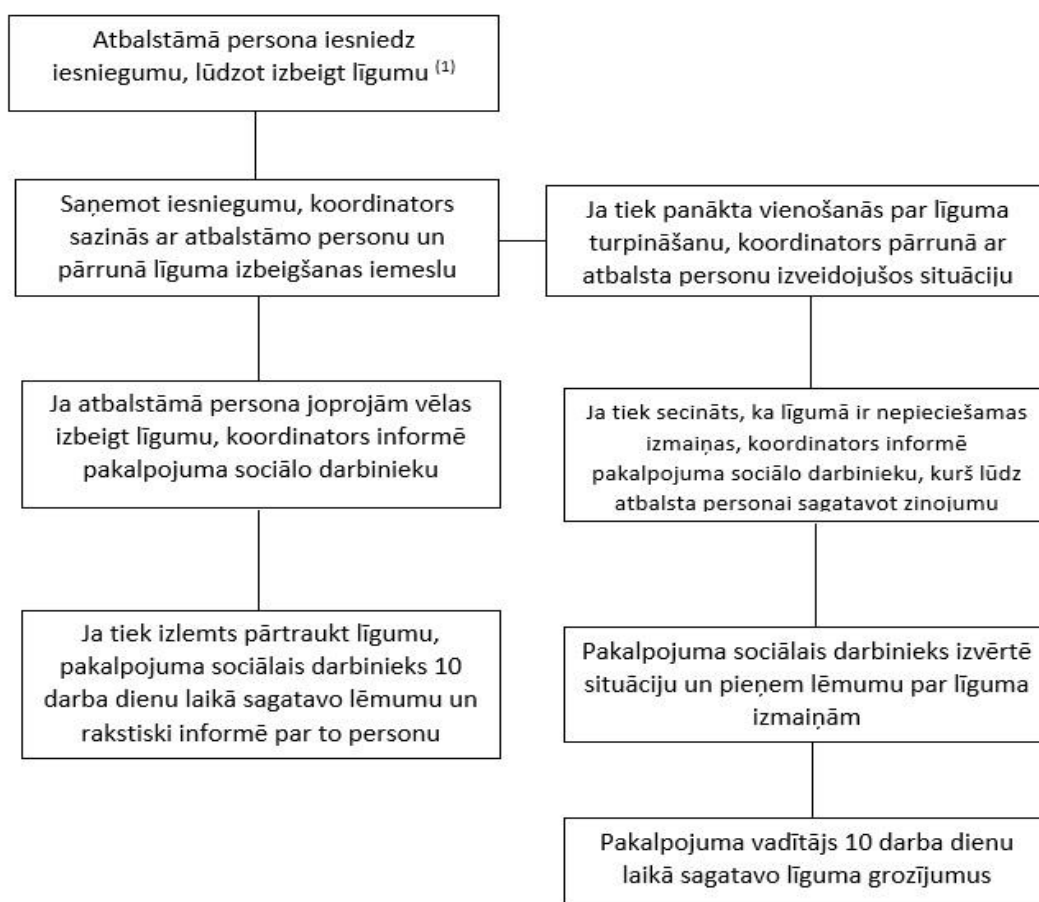 Atbalstāmā persona iesniedz
iesniegumu, lūdzot izbeigt līgumu (1)
Saņemot iesniegumu, koordinators
sazinās ar atbalstāmo personu un
pārrunā līguma izbeigšanas iemeslu
Ja tiek panākta vienošanās par līguma
turpināšanu, koordinators pārrunā ar
atbalsta personu izveidojušos situāciju
Ja atbalstāmā persona joprojām vēlas
izbeigt līgumu, koordinators informē
pakalpojuma sociālo darbinieku
Ja tiek secināts, ka līgumā ir nepieciešamas
izmaiņas, koordinators informē
pakalpojuma sociālo darbinieku, kurš lūdz
atbalsta personai sagatavot ziņojumu
Ja tiek izlemts pārtraukt līgumu,
pakalpojuma sociālais darbinieks 10
darba dienu laikā sagatavo lēmumu un
rakstiski informē par to personu
Pakalpojuma sociālais darbinieks izvērtē
situāciju un pieņem lēmumu par līguma
izmaiņām
Pakalpojuma vadītājs 10 darba dienu
laikā sagatavo līguma grozījumus